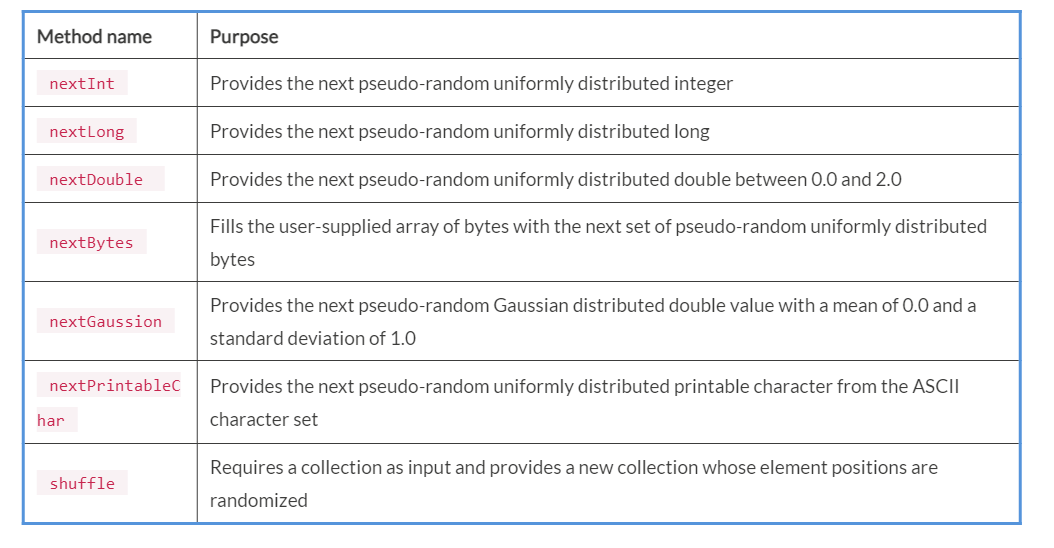 Method name Purpose
nextInt Provides the next pseudo-random uniformly distributed integer
nextLong Provides the next pseudo-random uniformly distributed long
nextDouble Provides the next pseudo-random uniformly distributed double between 0.0 and 2.0
nextBytes Fills the user-supplied array of bytes with the next set of pseudo-random uniformly distributed
bytes
nextGaussion Provides the next pseudo-random Gaussian distributed double value with a mean of 0.0 and a
standard deviation of 1.0
nextPrintableC Provides the next pseudo-random uniformly distributed printable character from the ASCII
har character set
shuffle Requires a collection as input and provides a new collection whose element positions are
randomized